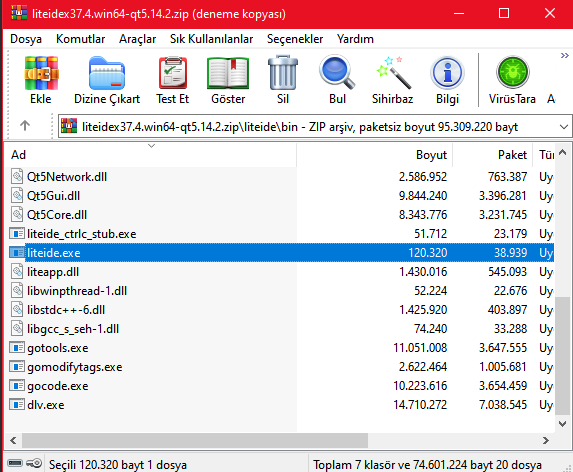 liteidex37.4.win64-qt5.14.2.zip (deneme kopyası)
Dosya Komutlar Araçlar Sık Kullanılanlar Seçenekler Yardım
Ekle Dizine Çıkart Test Et Göster Sil Bul Sihirbaz Bilgi VirüsTara A
liteidex37.4.win64-qt5.14.2.zip\liteide\bin - ZIP arşiv, paketsiz boyut 95.309.220 bayt
Ad Boyut Paket Tü
Qt5Network.dll 2.586.952 763.387 Uy
Qt5Gui.dll 9.844.240 3.396.281 Uy
Qt5Core.dll 8.343.776 3.231.745 Uy
liteide_ctrlc_stub.exe 51.712 23.179 Uy
liteide.exe 120.320 38.939 Uy
liteapp.dll 1.430.016 545.093 Uy
libwinpthread-1.dll 52.224 22.676 Uy
libstdc++-6.dll 1.425.920 403.897 Uy
libgcc_s_seh-1.dll 74.240 33.288 Uy
gotools.exe 11.051.008 3.647.555 Uy
gomodifytags.exe 2.622.464 1.005.681 Uy
gocode.exe 10.223.616 3.654.459 Uy
dlv.exe 14.710.272 7.038.545 Uy
Seçili 120.320 bayt 1 dosya Toplam 7 klasör ve 74.601.224 bayt 20 dosya